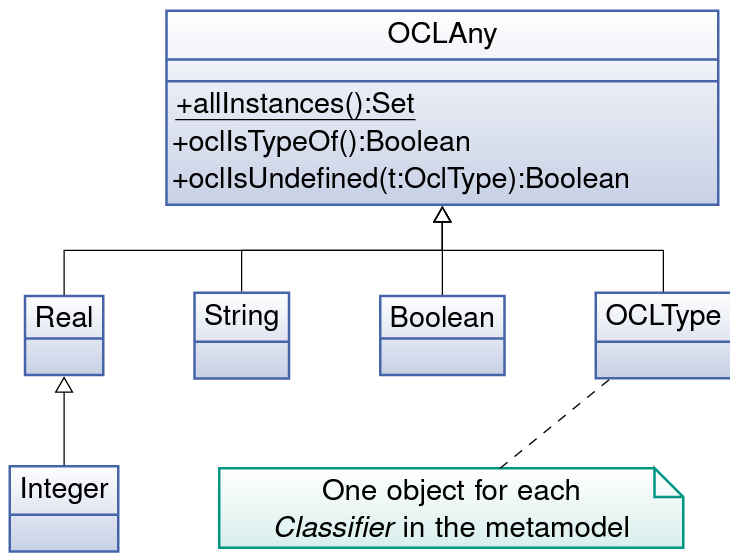 OCLAny
+allInstances():Set
+oclIsTypeOf():Boolean
+oclIsUndefined(t:OclType):Boolean
Real
String
Boolean
OCLType
Integer
One object for each
Classifier in the metamodel